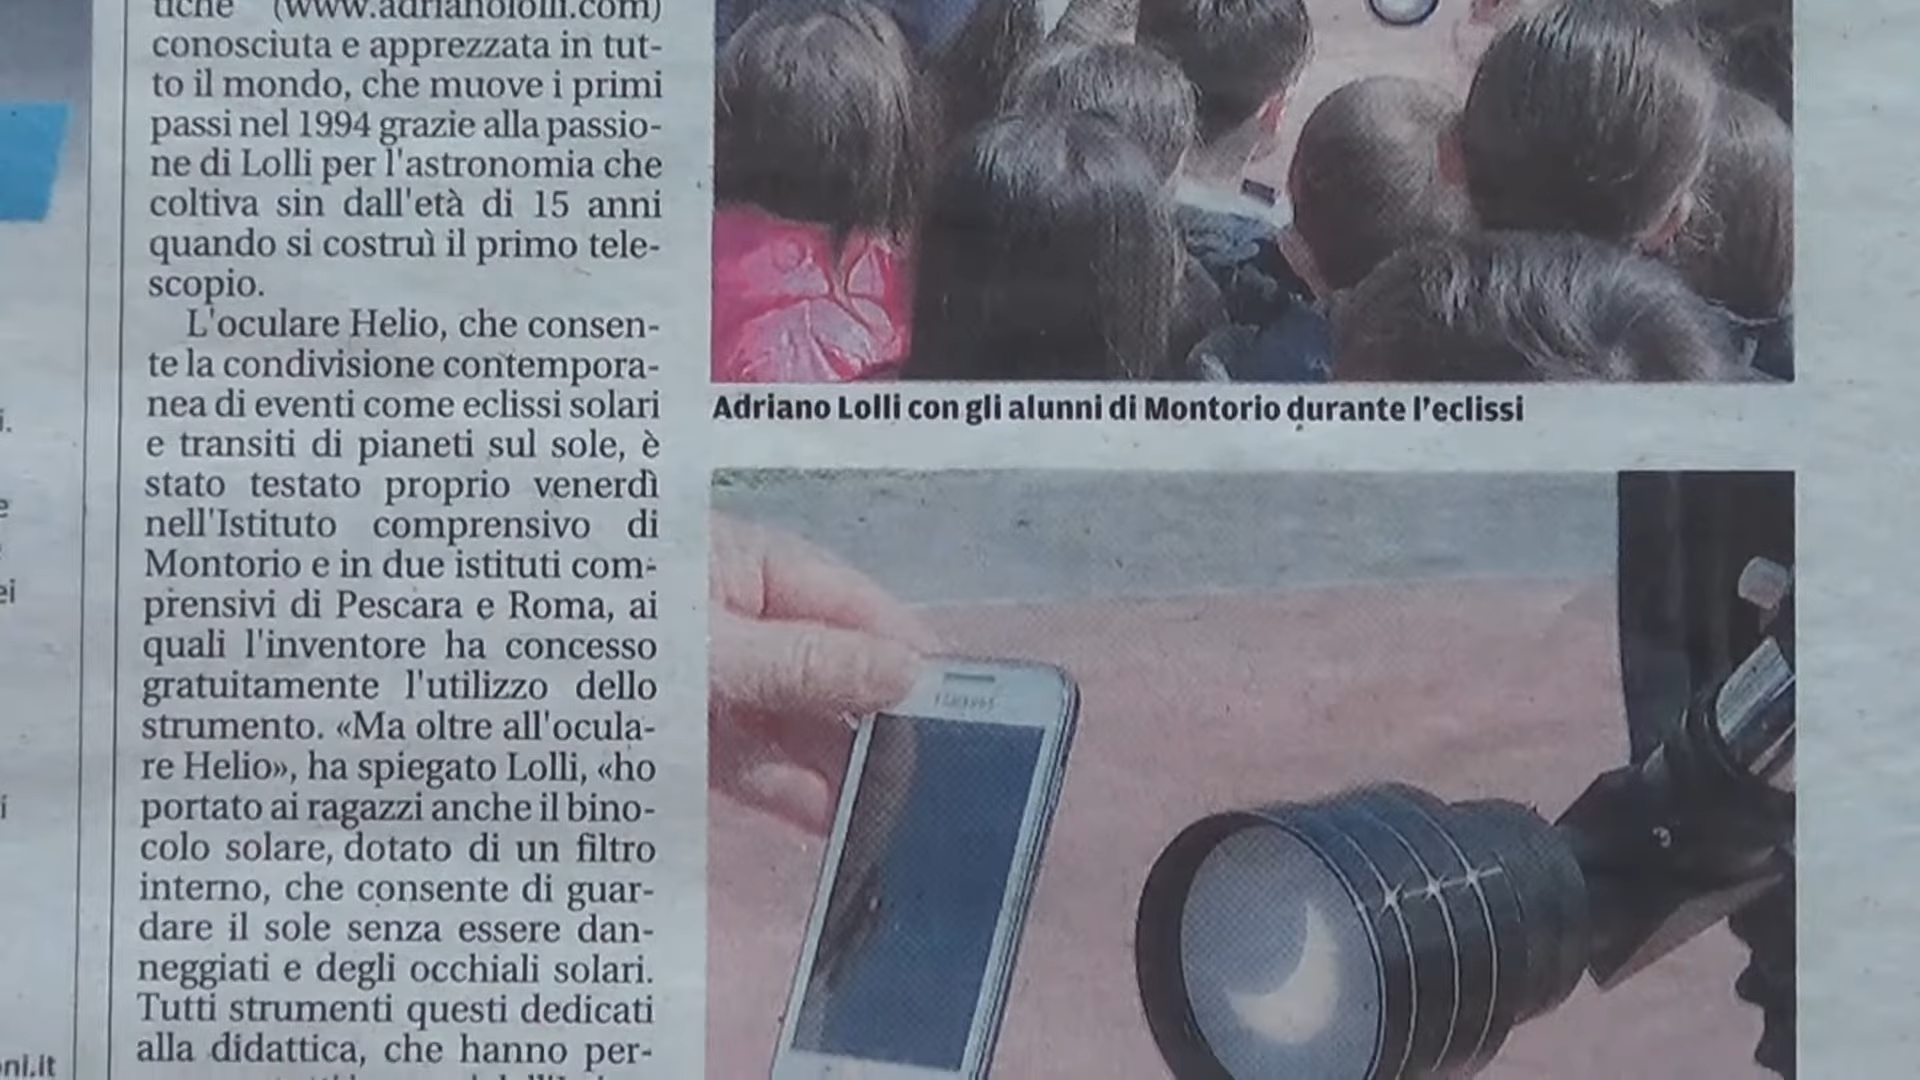 tiche (www.adrianololli.com)
conosciuta e apprezzata in tut-
to il mondo, che muove i primi
passi nel 1994 grazie alla passio-
ne di Lolli per l'astronomia che
coltiva sin dall'età di 15 anni
quando si costruì il primo tele-
scopio.
L'oculare Helio, che consen-
te la condivisione contempora-
nea di eventi come eclissi solari
e transiti di pianeti sul sole, è
stato testato proprio venerdì
nell'Istituto comprensivo di
Montorio e in due istituti com-
prensivi di Pescara e Roma, ai
quali l'inventore ha concesso
gratuitamente l'utilizzo dello
strumento. «Ma oltre all'ocula-
re Helio», ha spiegato Lolli, «ho
portato ai ragazzi anche il bino-
colo solare, dotato di un filtro
interno, che consente di guar-
dare il sole senza essere dan-
neggiati e degli occhiali solari.
Tutti strumenti questi dedicati
alla didattica, che hanno per-
Adriano Lolli con gli alunni di Montorio durante l'eclissi
ni.it